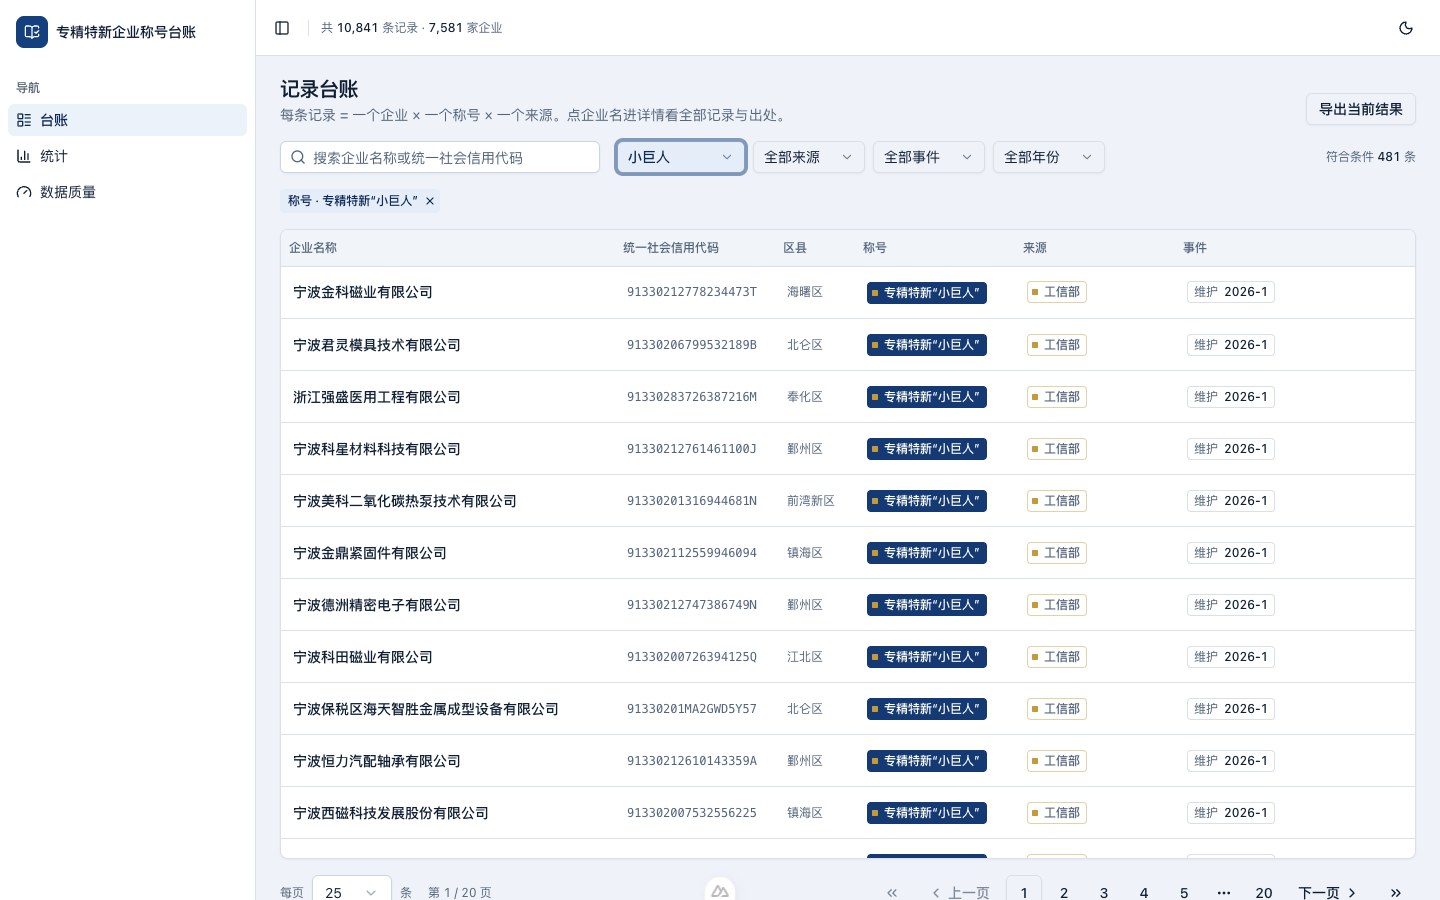 专精特新企业称号台账
共 10,841 条记录 · 7,581 家企业
导航
台账
统计
数据质量
记录台账
每条记录 = 一个企业 × 一个称号 × 一个来源。点企业名进详情看全部记录与出处。
导出当前结果
搜索企业名称或统一社会信用代码 小巨人 全部来源 全部事件 全部年份 符合条件 481 条
称号 · 专精特新“小巨人” ×
企业名称 统一社会信用代码 区县 称号 来源 事件
宁波金科磁业有限公司 91330212778234473T 海曙区 专精特新“小巨人” 工信部 维护 2026-1
宁波君灵模具技术有限公司 91330206799532189B 北仑区 专精特新“小巨人” 工信部 维护 2026-1
浙江强盛医用工程有限公司 91330283726387216M 奉化区 专精特新“小巨人” 工信部 维护 2026-1
宁波科星材料科技有限公司 91330212761461100J 鄞州区 专精特新“小巨人” 工信部 维护 2026-1
宁波美科二氧化碳热泵技术有限公司 91330201316944681N 前湾新区 专精特新“小巨人” 工信部 维护 2026-1
宁波金鼎紧固件有限公司 913302112559946094 镇海区 专精特新“小巨人” 工信部 维护 2026-1
宁波德洲精密电子有限公司 91330212747386749N 鄞州区 专精特新“小巨人” 工信部 维护 2026-1
宁波科田磁业有限公司 91330200726394125Q 江北区 专精特新“小巨人” 工信部 维护 2026-1
宁波保税区海天智胜金属成型设备有限公司 91330201MA2GWD5Y57 北仑区 专精特新“小巨人” 工信部 维护 2026-1
宁波恒力汽配轴承有限公司 91330212610143359A 鄞州区 专精特新“小巨人” 工信部 维护 2026-1
宁波西磁科技发展股份有限公司 913302007532556225 镇海区 专精特新“小巨人” 工信部 维护 2026-1
每页 25 条 第 1 / 20 页 « ‹ 上一页 1 2 3 4 5 ··· 20 下一页 › »